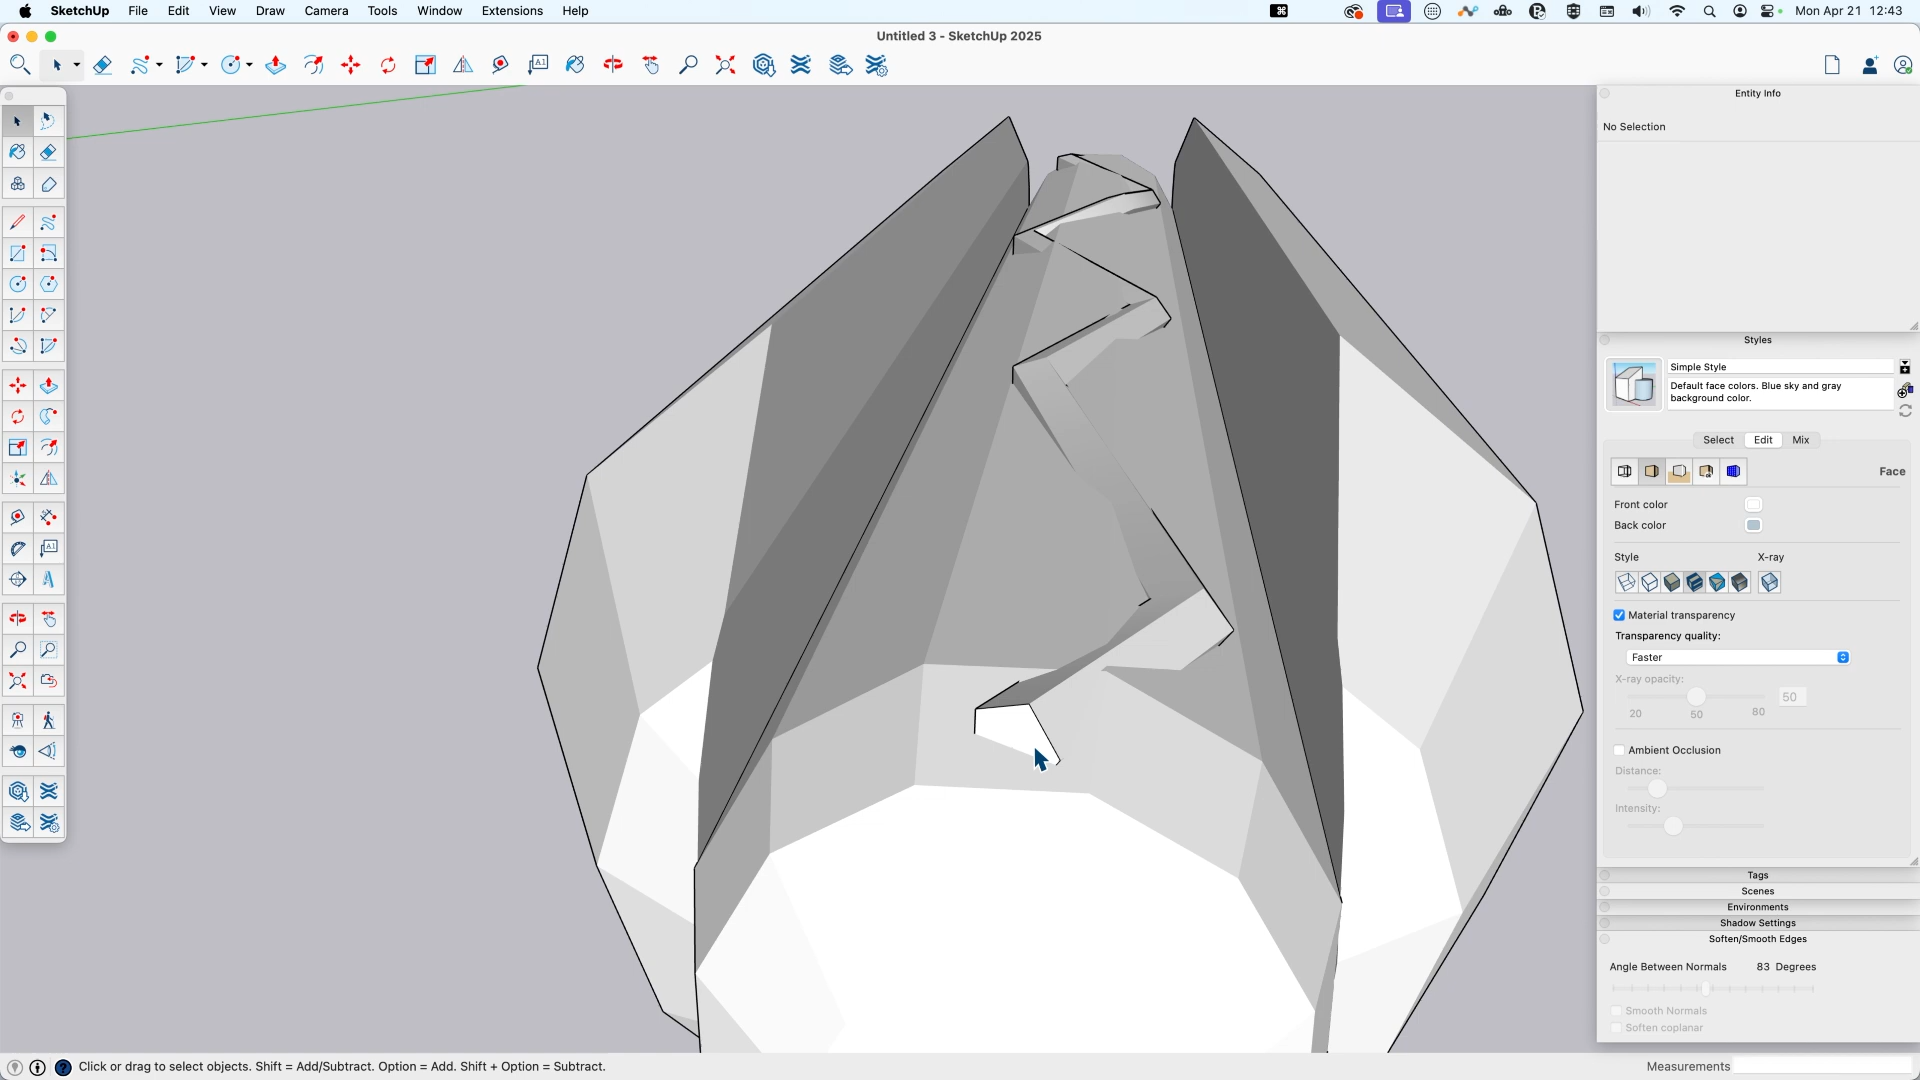 SketchUp File Edit View Draw Camera Tools Window Extensions Help
Mon Apr 21 12:43
Untitled 3 - SketchUp 2025
Entity Info
No Selection
Styles
Simple Style
Default face colors. Blue sky and gray
background color.
Select Edit Mix
Face
Front color
Back color
Style X-ray
Material transparency
Transparency quality:
Faster
X-ray opacity:
50
20 50 80
Ambient Occlusion
Distance:
Intensity:
Tags
Scenes
Environments
Shadow Settings
Soften/Smooth Edges
Angle Between Normals 83 Degrees
Smooth Normals
Soften coplanar
Click or drag to select objects. Shift = Add/Subtract. Option = Add. Shift + Option = Subtract.
Measurements